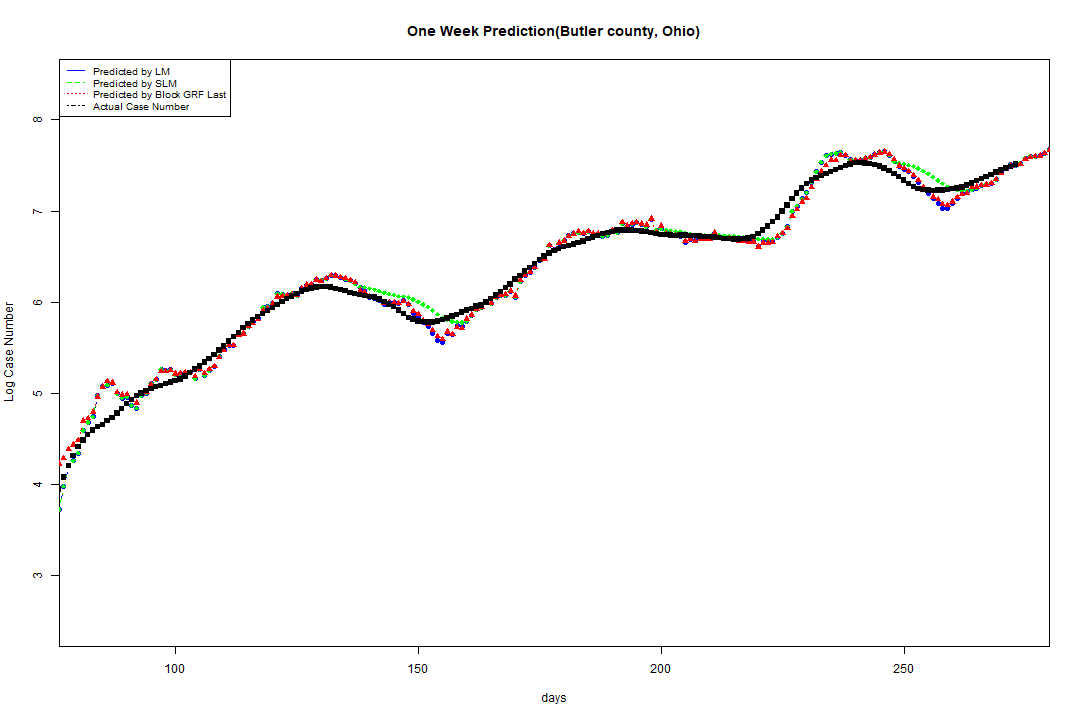 One Week Prediction(Butler county, Ohio)
Predicted by LM
Predicted by SLM
Predicted by Block GRF Last
Actual Case Number
8
7
6
5
4
3
Log Case Number
100 150 200 250
days